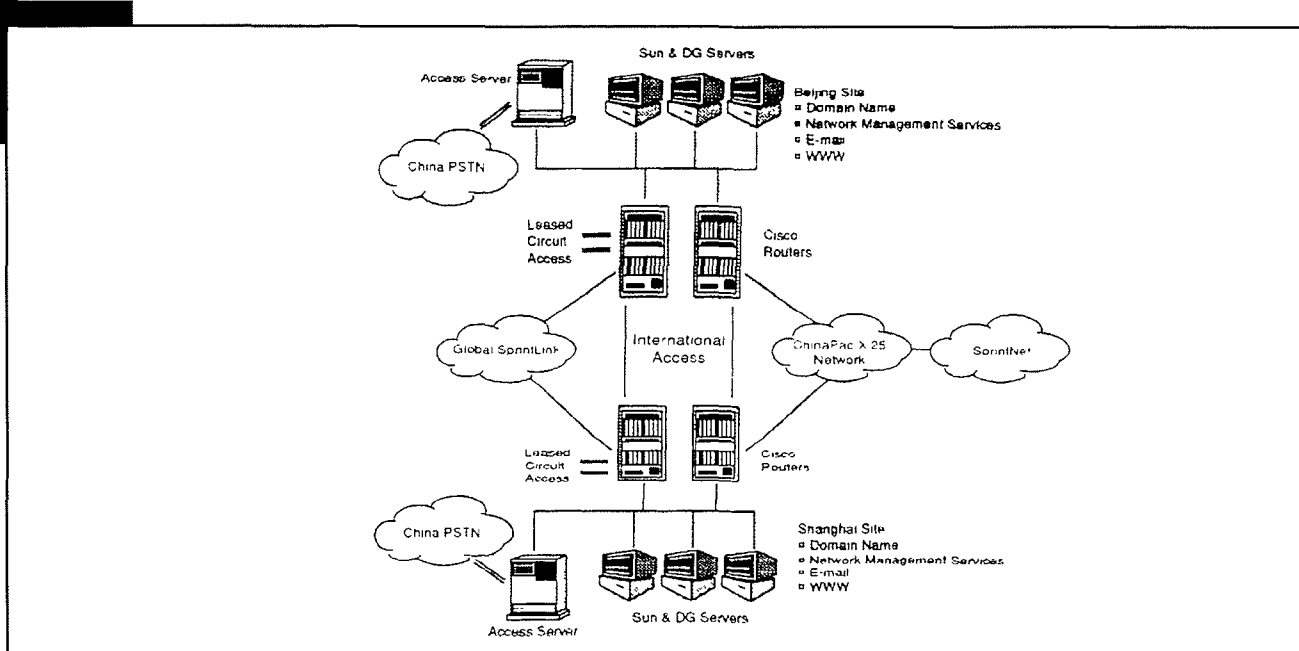 Sun & DG Servers
Access Server
Beijing Site
▫ Domain Name
▫ Network Management Services
▫ E-mail
▫ WWW
China PSTN
Leased
Circuit
Access
Cisco
Routers
Global SprintLink
International
Access
ChinaPac X.25
Network
SprintNet
Leased
Circuit
Access
Cisco
Routers
China PSTN
Shanghai Site
▫ Domain Name
▫ Network Management Services
▫ E-mail
▫ WWW
Sun & DG Servers
Access Server